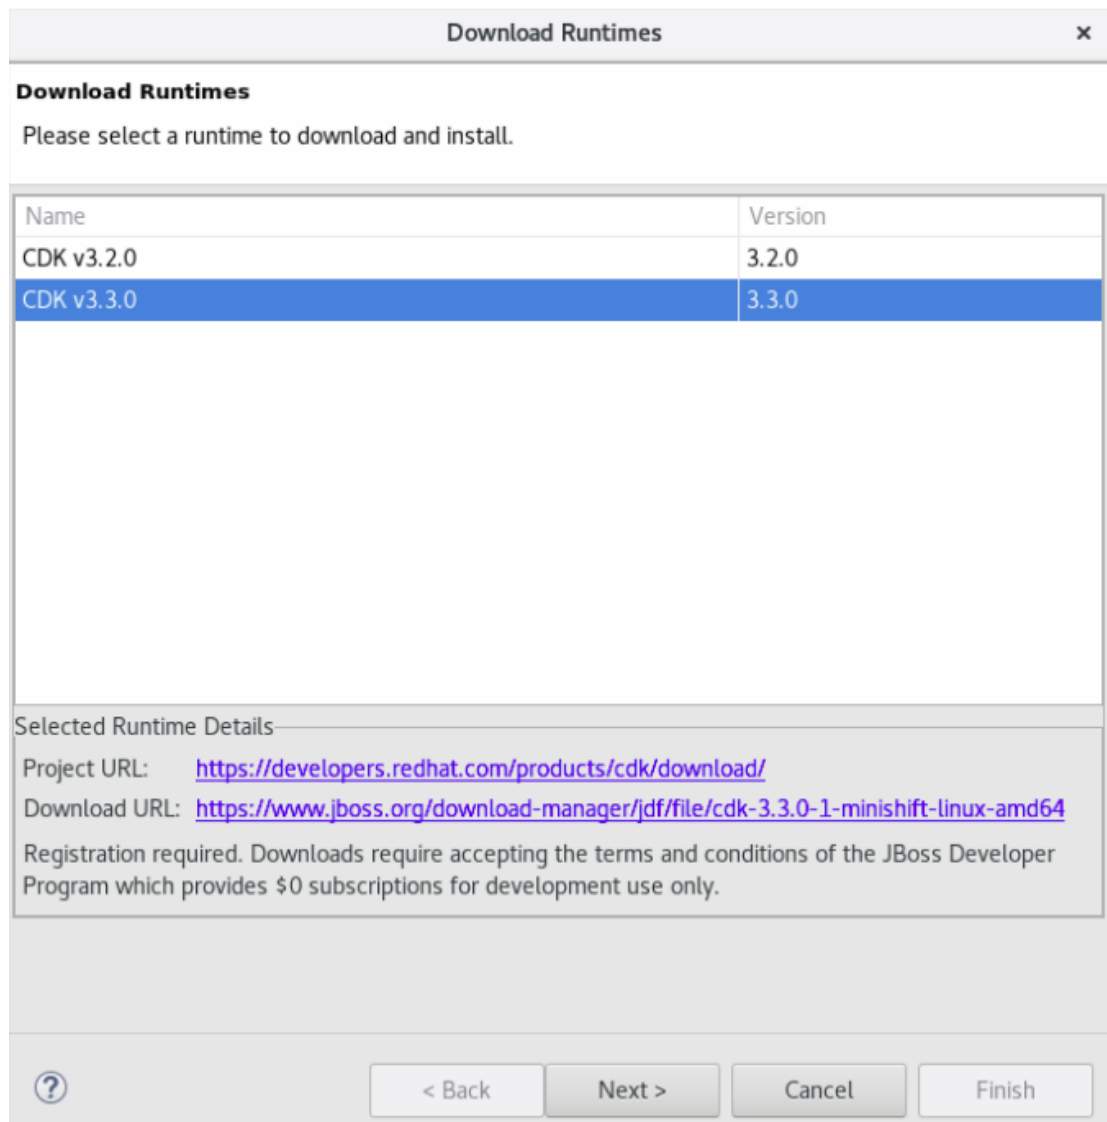 Download Runtimes ×
Download Runtimes
Please select a runtime to download and install.
Name Version
CDK v3.2.0 3.2.0
CDK v3.3.0 3.3.0
Selected Runtime Details
Project URL: https://developers.redhat.com/products/cdk/download/
Download URL: https://www.jboss.org/download-manager/jdf/file/cdk-3.3.0-1-minishift-linux-amd64
Registration required. Downloads require accepting the terms and conditions of the JBoss Developer
Program which provides $0 subscriptions for development use only.
? < Back Next > Cancel Finish